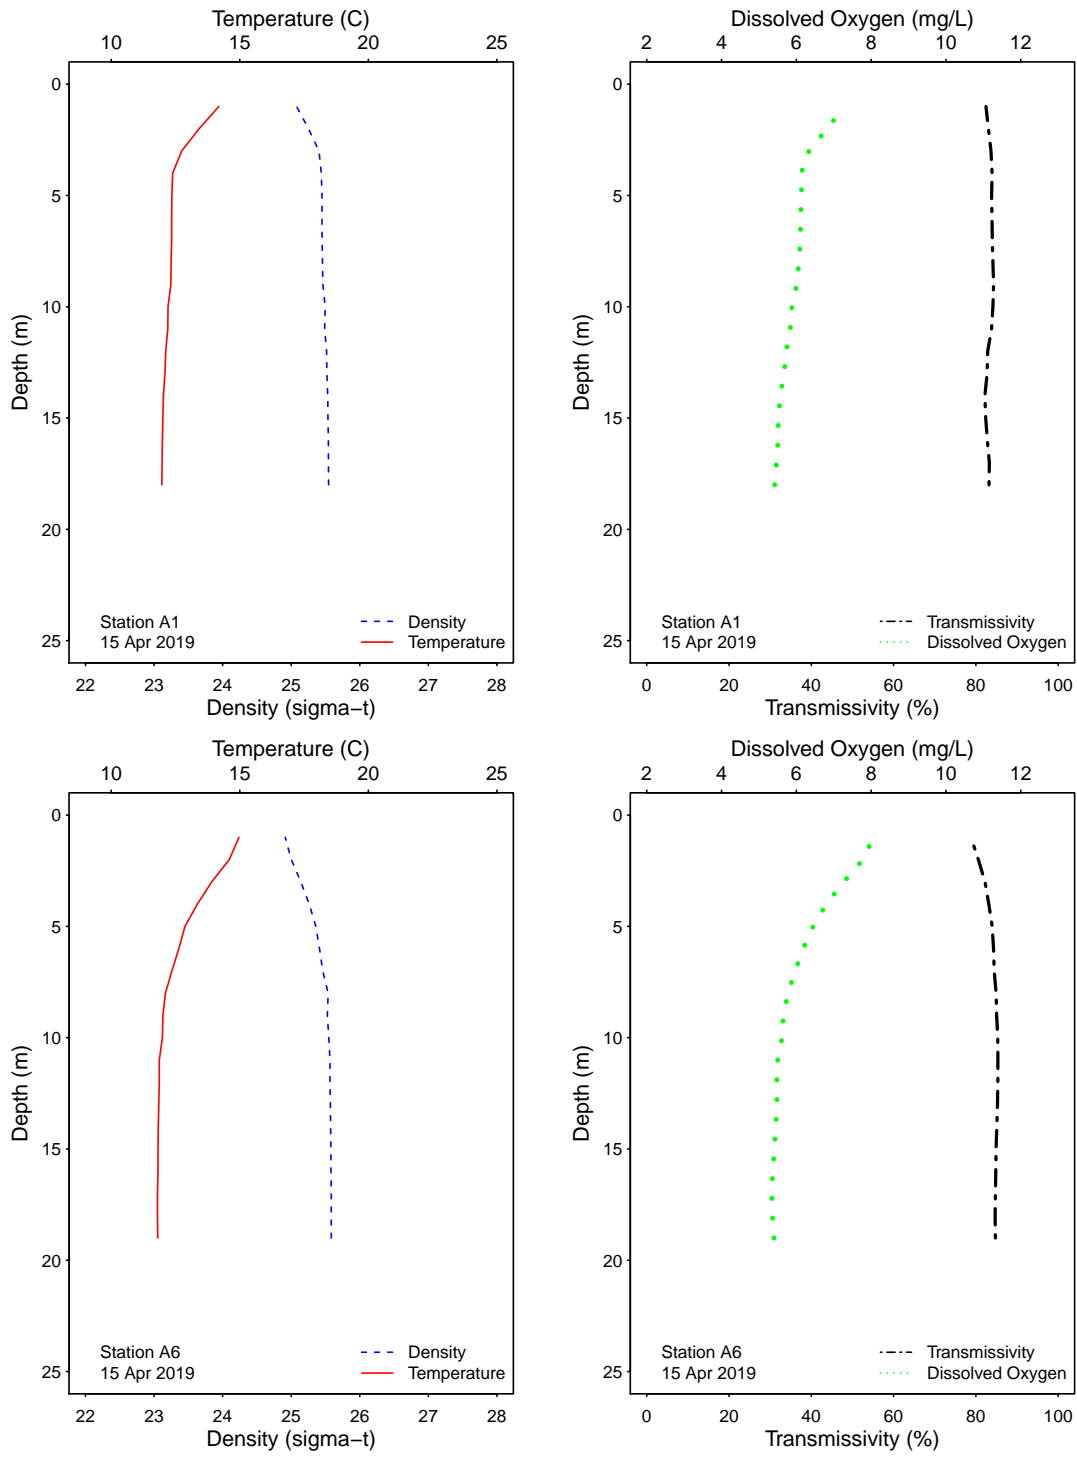 Temperature (C)
10 15 20 25
0
5
10
15
20
25
Depth (m)
Station A1
15 Apr 2019
Density
Temperature
22 23 24 25 26 27 28
Density (sigma−t)
Dissolved Oxygen (mg/L)
2 4 6 8 10 12
0
5
10
15
20
25
Depth (m)
Station A1
15 Apr 2019
Transmissivity
Dissolved Oxygen
0 20 40 60 80 100
Transmissivity (%)
Temperature (C)
10 15 20 25
0
5
10
15
20
25
Depth (m)
Station A6
15 Apr 2019
Density
Temperature
22 23 24 25 26 27 28
Density (sigma−t)
Dissolved Oxygen (mg/L)
2 4 6 8 10 12
0
5
10
15
20
25
Depth (m)
Station A6
15 Apr 2019
Transmissivity
Dissolved Oxygen
0 20 40 60 80 100
Transmissivity (%)